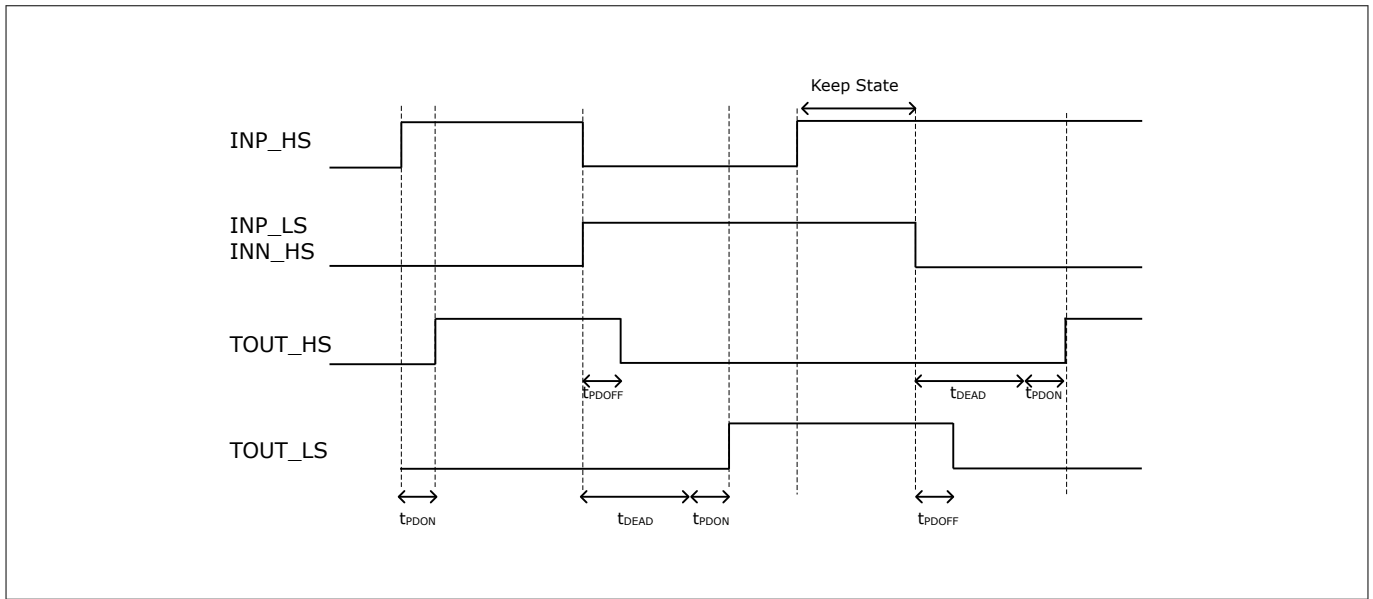 Keep State
INP_HS
INP_LS
INN_HS
TOUT_HS
tPDOFF
tDEAD
tPDON
TOUT_LS
tPDON
tDEAD
tPDON
tPDOFF